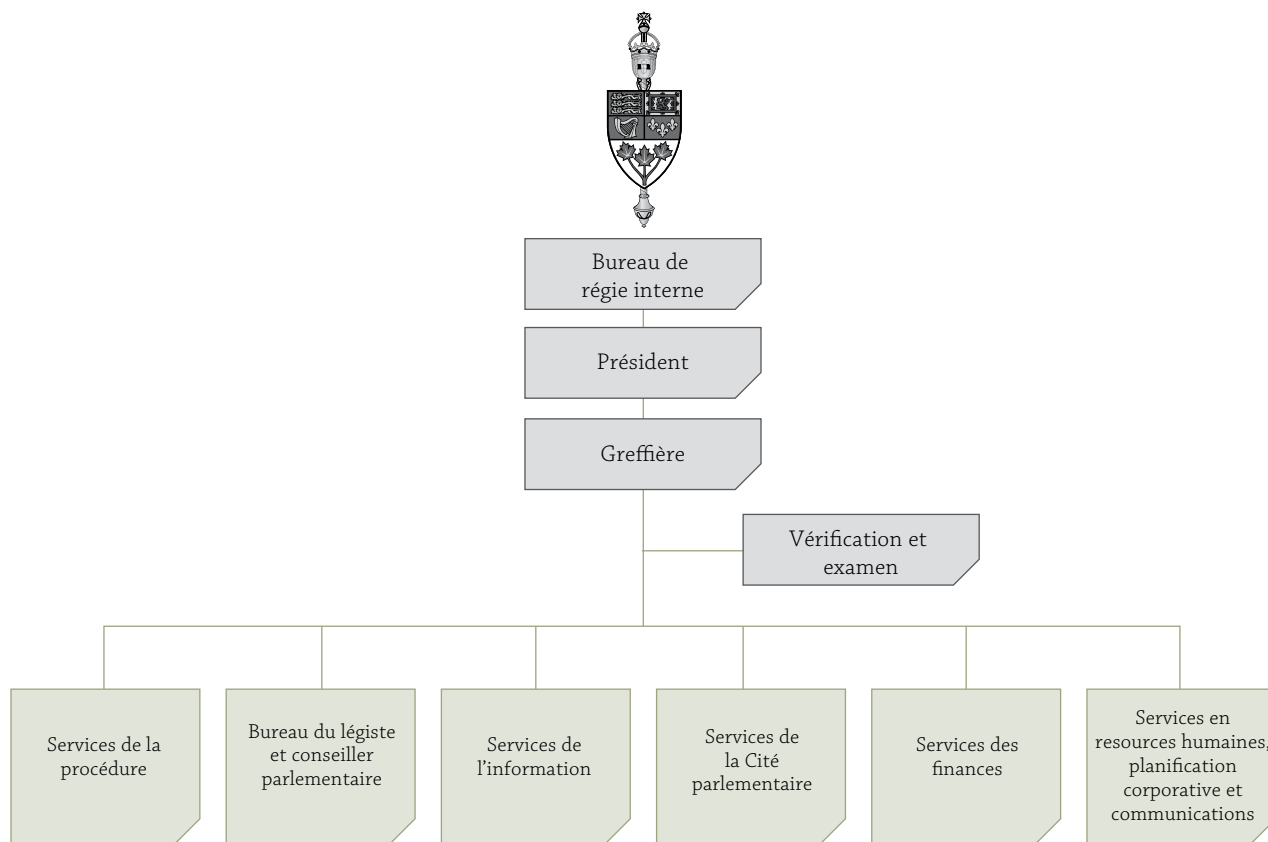 Bureau de
régie interne
Président
Greffière
Vérification et
examen
Services de la
procédure
Bureau du légiste
et conseiller
parlementaire
Services de
l'information
Services de
la Cité
parlementaire
Services des
finances
Services en
resources humaines,
planification
corporative et
communications